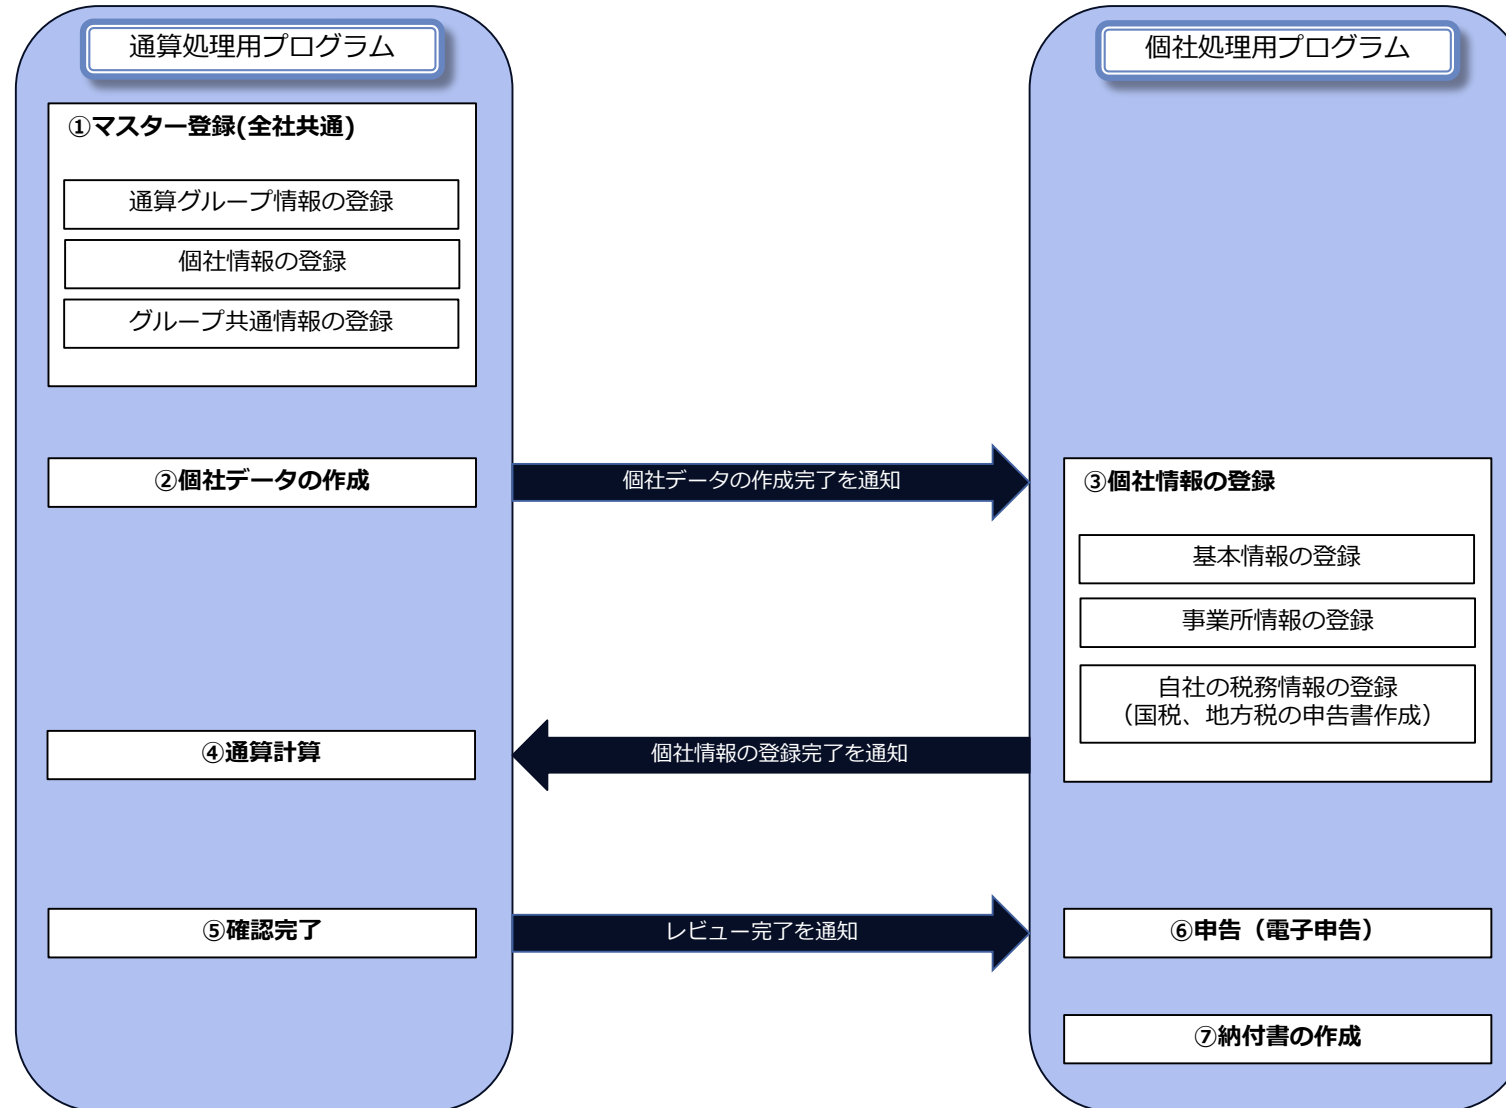 通算処理用プログラム
個社処理用プログラム
①マスター登録(全社共通)
通算グループ情報の登録
個社情報の登録
グループ共通情報の登録
②個社データの作成
個社データの作成完了を通知
③個社情報の登録
基本情報の登録
事業所情報の登録
自社の税務情報の登録
（国税、地方税の申告書作成）
④通算計算
個社情報の登録完了を通知
⑤確認完了
レビュー完了を通知
⑥申告（電子申告）
⑦納付書の作成